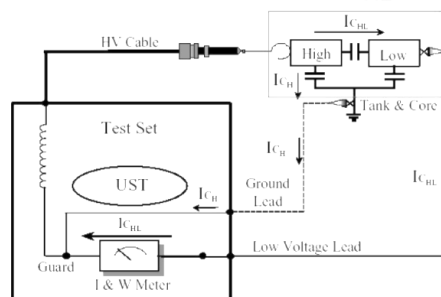 I_CHL
HV Cable
High
Low
I_CH
Tank & Core
Test Set
I_CH
I_CHL
UST
I_CH
Ground
Lead
I_CHL
Guard
Low Voltage Lead
I & W Meter